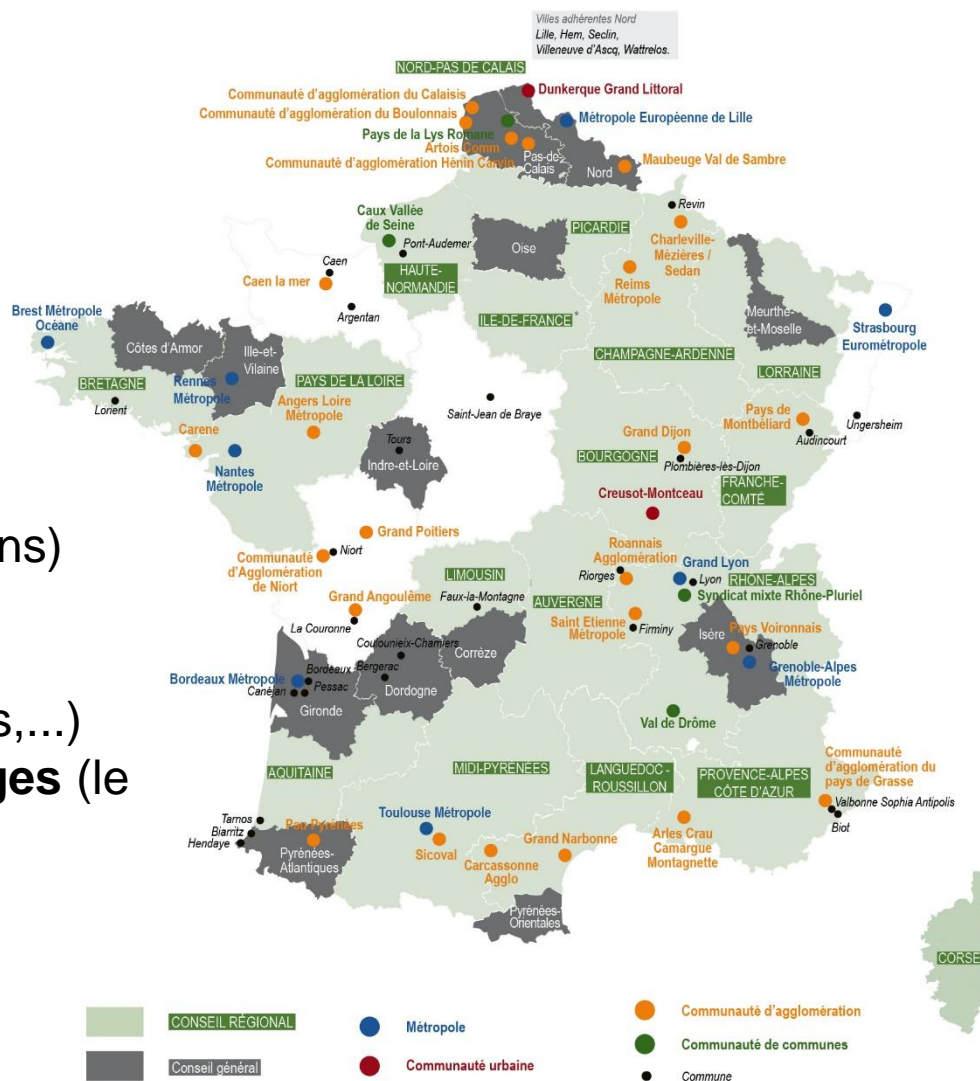 Villes adhérentes Nord
Lille, Hem, Seclin,
Villeneuve d'Ascq, Wattrelos.
NORD-PAS DE CALAIS
Dunkerque Grand Littoral
Communauté d'agglomération du Calaisis
Communauté d'agglomération du Boulonnais
Métropole Européenne de Lille
Pays de la Lys Romane
Artois Comm
Communauté d'agglomération Hénin Carvin
Pas-de-
Calais
Nord
Maubeuge Val de Sambre
Revin
Caux Vallée
de Seine
Pont-Audemer
PICARDIE
Oise
Charleville-
Mézières /
Sedan
Caen
Caen la mer
HAUTE-
NORMANDIE
Reims
Métropole
Argentan
ILE-DE-FRANCE*
Meurthe-
et-Moselle
Brest Métropole
Océane
Strasbourg
Eurométropole
Côtes d'Armor
Ille-et-
Vilaine
CHAMPAGNE-ARDENNE
LORRAINE
BRETAGNE
Rennes
Métropole
PAYS DE LA LOIRE
Lorient
Angers Loire
Métropole
Saint-Jean de Braye
Pays de
Montbéliard
Ungersheim
Audincourt
Carene
Nantes
Métropole
Tours
Indre-et-Loire
Grand Dijon
BOURGOGNE
Plombières-lès-Dijon
FRANCHE-
COMTÉ
Creusot-Montceau
ns)
Grand Poitiers
Niort
Communauté
d'Agglomération
de Niort
Roannais
Agglomération
Riorges
Grand Lyon
Lyon
RHÔNE-ALPES
Syndicat mixte Rhône-Pluriel
LIMOUSIN
Faux-la-Montagne
AUVERGNE
Grand Angoulême
La Couronne
Saint Etienne
Métropole
Firminy
Isère
Pays Voironnais
Grenoble
Grenoble-Alpes
Métropole
Coulounieix-Chamiers
Corrèze
Bordeaux
Bergerac
Bordeaux Métropole
Pessac
Canéjan
Dordogne
Gironde
s,...)
Val de Drôme
ges (le
AQUITAINE
MIDI-PYRÉNÉES
LANGUEDOC -
ROUSSILLON
PROVENCE-ALPES
CÔTE D'AZUR
Communauté
d'agglomération du
pays de Grasse
Valbonne Sophia Antipolis
Biot
Tarnos
Biarritz
Hendaye
Pau Pyrénées
Pyrénées-
Atlantiques
Toulouse Métropole
Sicoval
Carcassonne
Agglo
Grand Narbonne
Arles Crau
Camargue
Montagnette
Pyrénées-
Orientales
CORSE
CONSEIL RÉGIONAL
Métropole
Communauté d'agglomération
Communauté de communes
Conseil général
Communauté urbaine
Commune